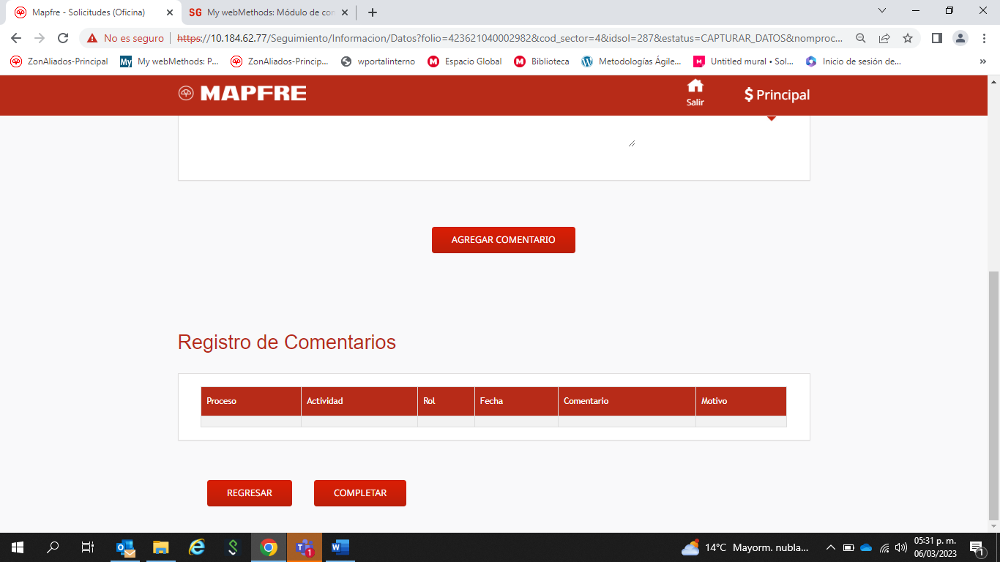 Mapfre - Solicitudes (Oficina)
SG My webMethods: Módulo de con
No es seguro
https://10.184.62.77/Seguimiento/Informacion/Datos?folio=423621040002982&cod_sector=4&idsol=287&estatus=CAPTURAR_DATOS&nomproc...
ZonAliados-Principal
My My webMethods: P...
ZonAliados-Princip...
wportalinterno
Espacio Global
Biblioteca
Metodologías Ágile...
Untitled mural • Sol...
Inicio de sesión de...
»
MAPFRE
Salir
$ Principal
AGREGAR COMENTARIO
Registro de Comentarios
Proceso Actividad Rol Fecha Comentario Motivo
REGRESAR COMPLETAR
14°C Mayorm. nubla...
05:31 p. m.
06/03/2023
1
1